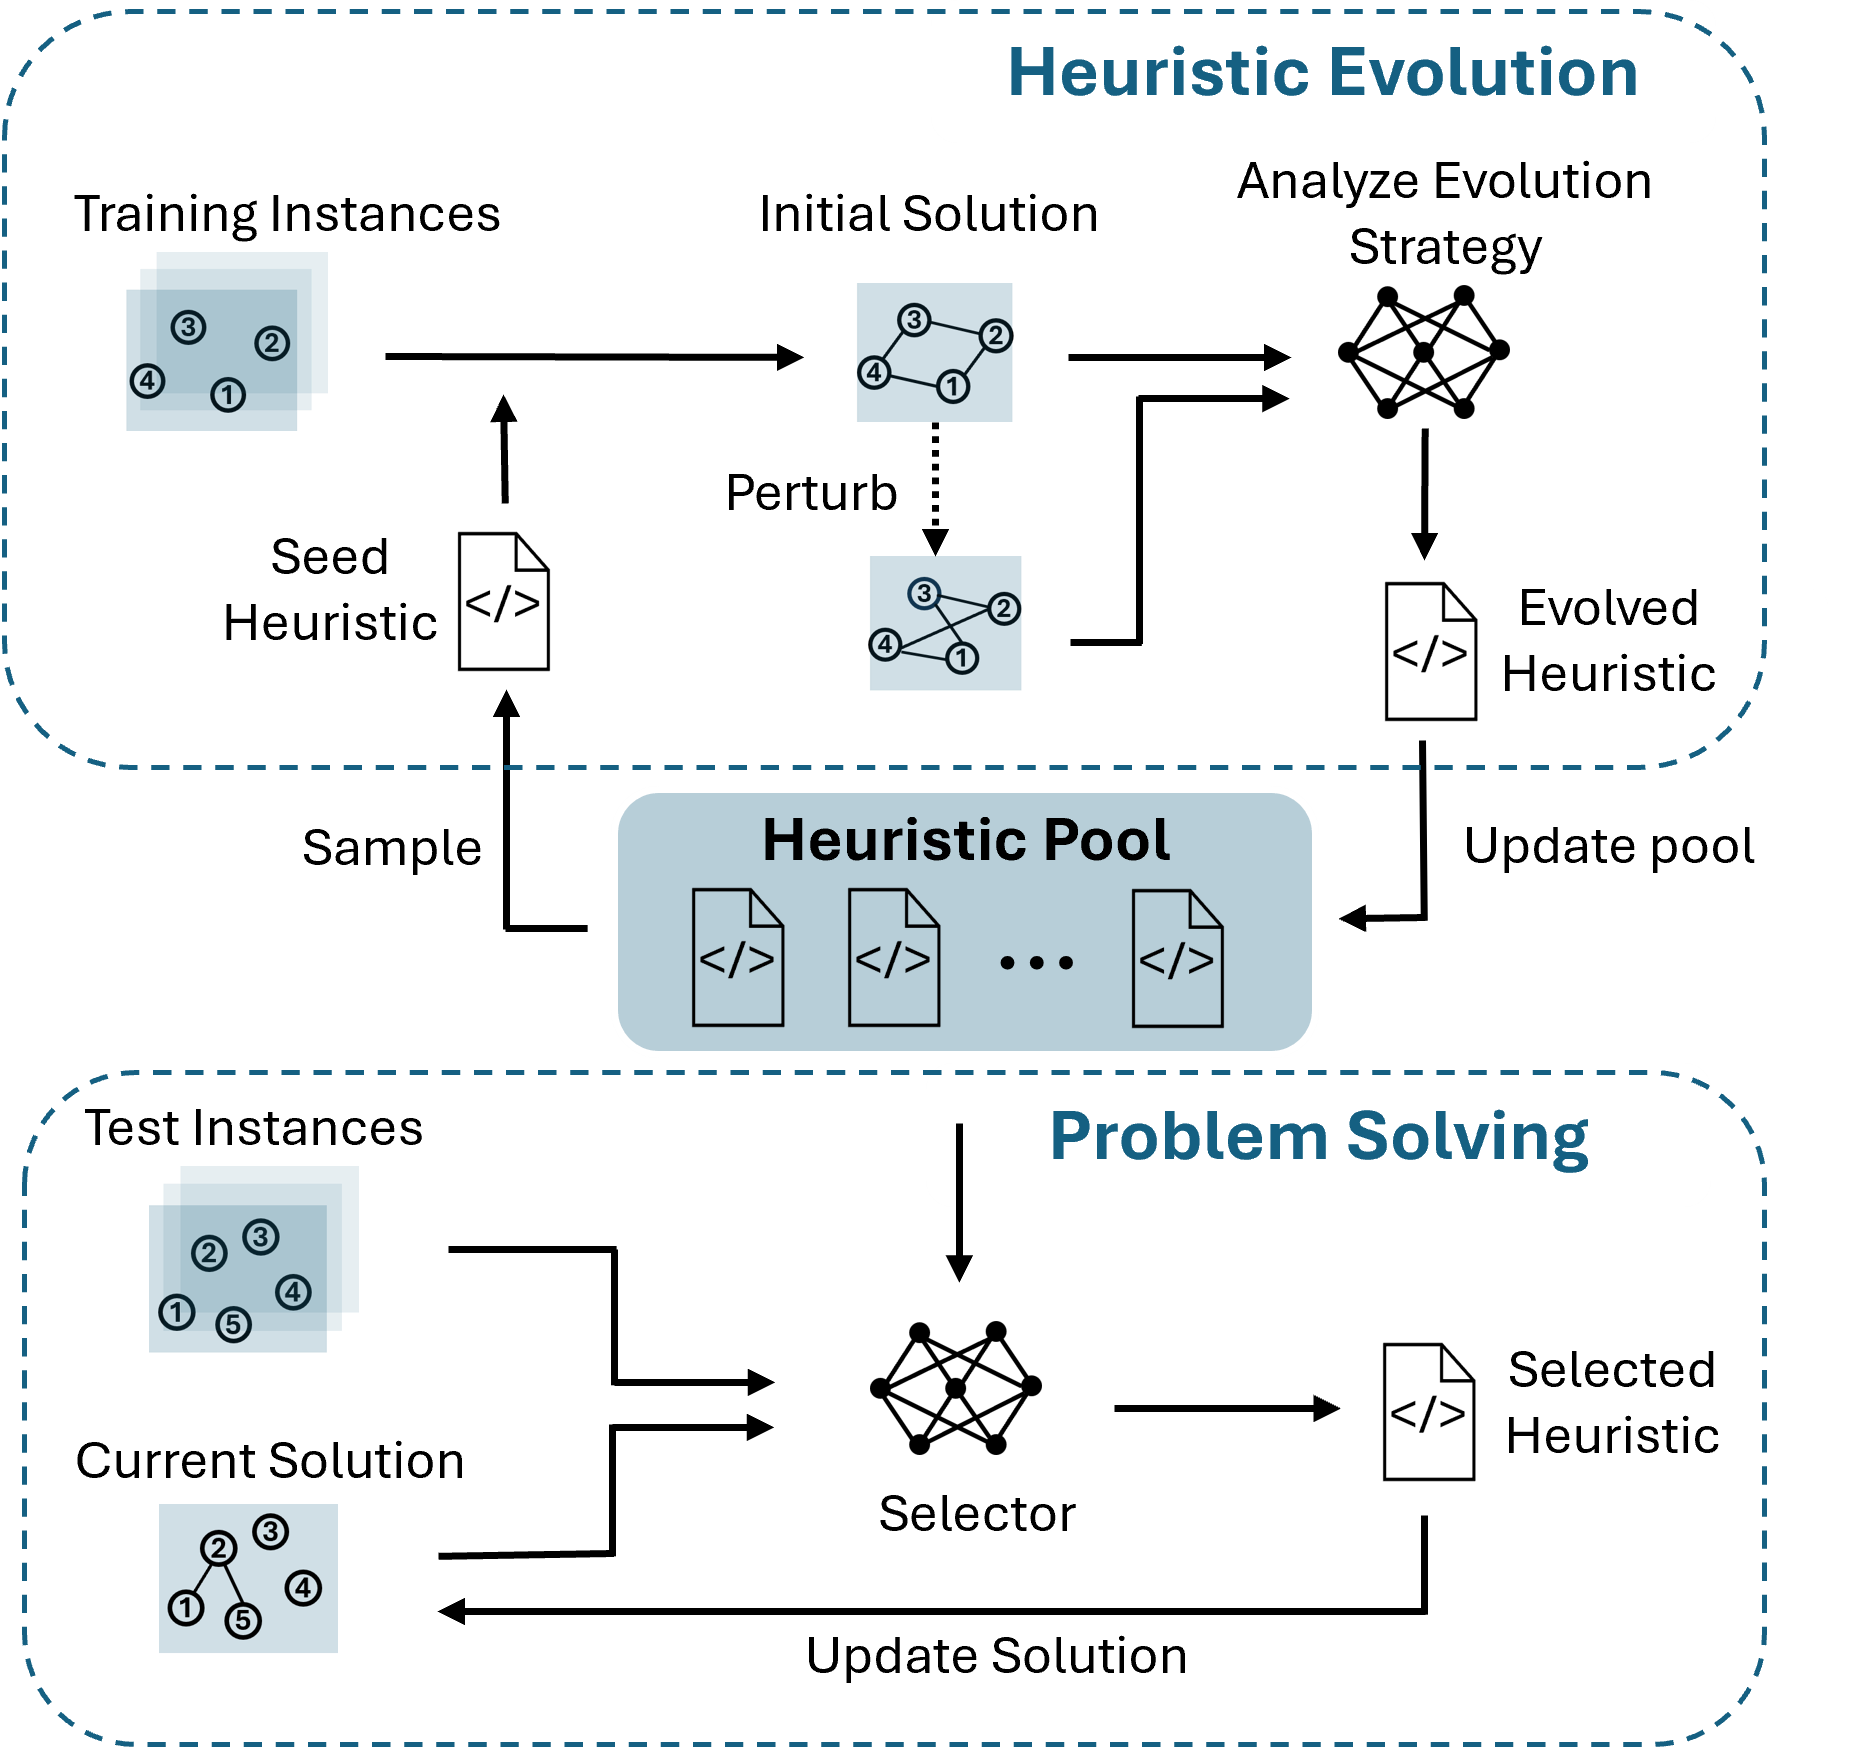 Heuristic Evolution
Training Instances
Initial Solution
Analyze Evolution
Strategy
3
2
4
1
3
2
4
1
Perturb
Seed
Heuristic
</>
3
2
4
1
Evolved
Heuristic
</>
Sample
Heuristic Pool
Update pool
</>
</>
...
</>
Test Instances
Problem Solving
2
3
4
1
5
Current Solution
2
3
4
1
5
Selector
</>
Selected
Heuristic
Update Solution